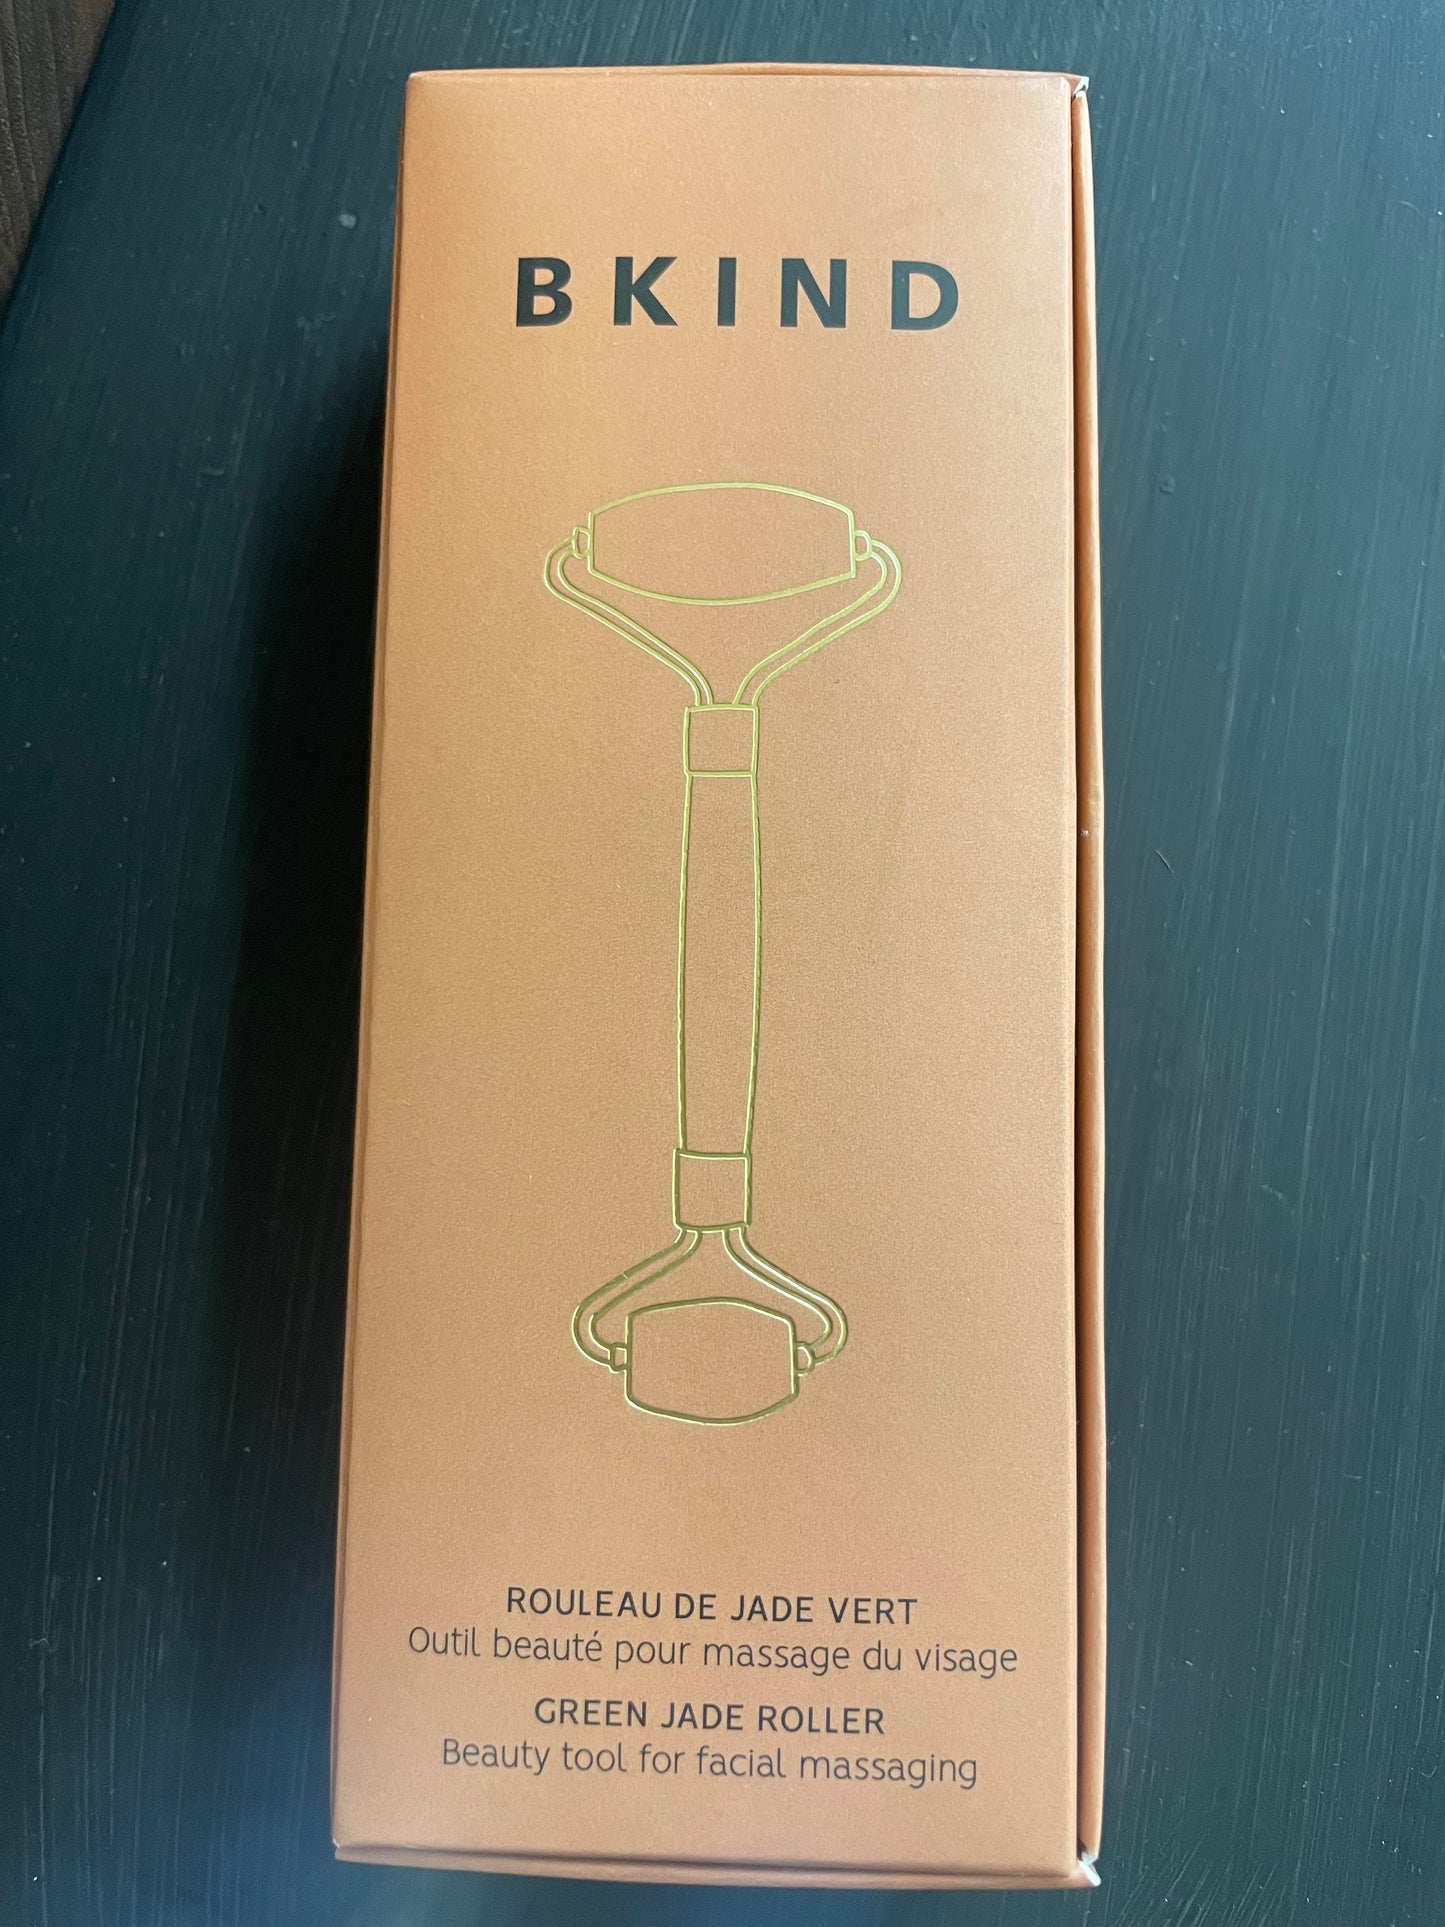 BKIND
ROULEAU DE JADE VERT
Outil beauté pour massage du visage
GREEN JADE ROLLER
Beauty tool for facial massaging